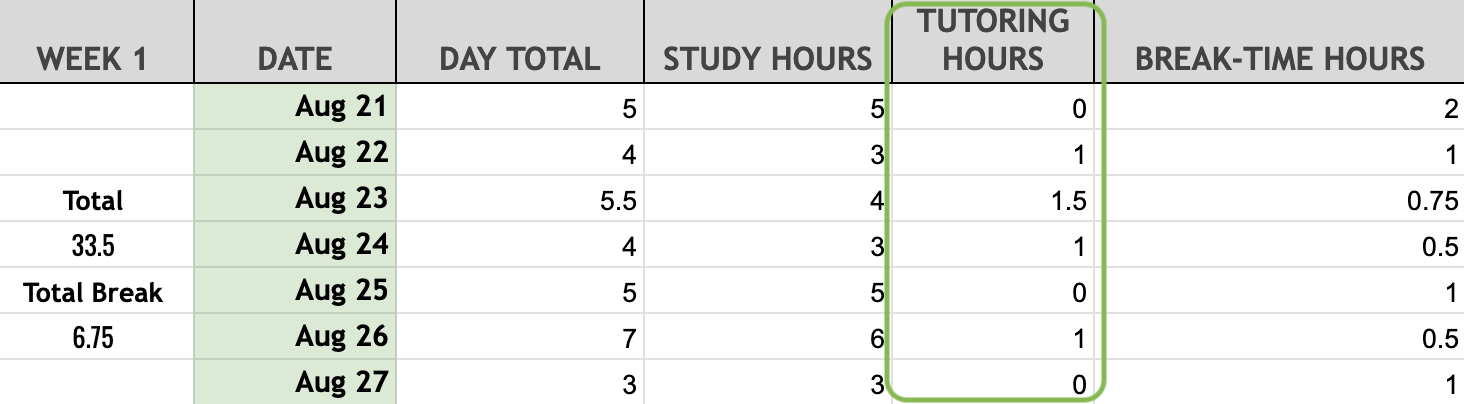 WEEK 1 DATE DAY TOTAL STUDY HOURS TUTORING HOURS BREAK-TIME HOURS
Aug 21 5 5 0 2
Aug 22 4 3 1 1
Total Aug 23 5.5 4 1.5 0.75
33.5 Aug 24 4 3 1 0.5
Total Break Aug 25 5 5 0 1
6.75 Aug 26 7 6 1 0.5
Aug 27 3 3 0 1